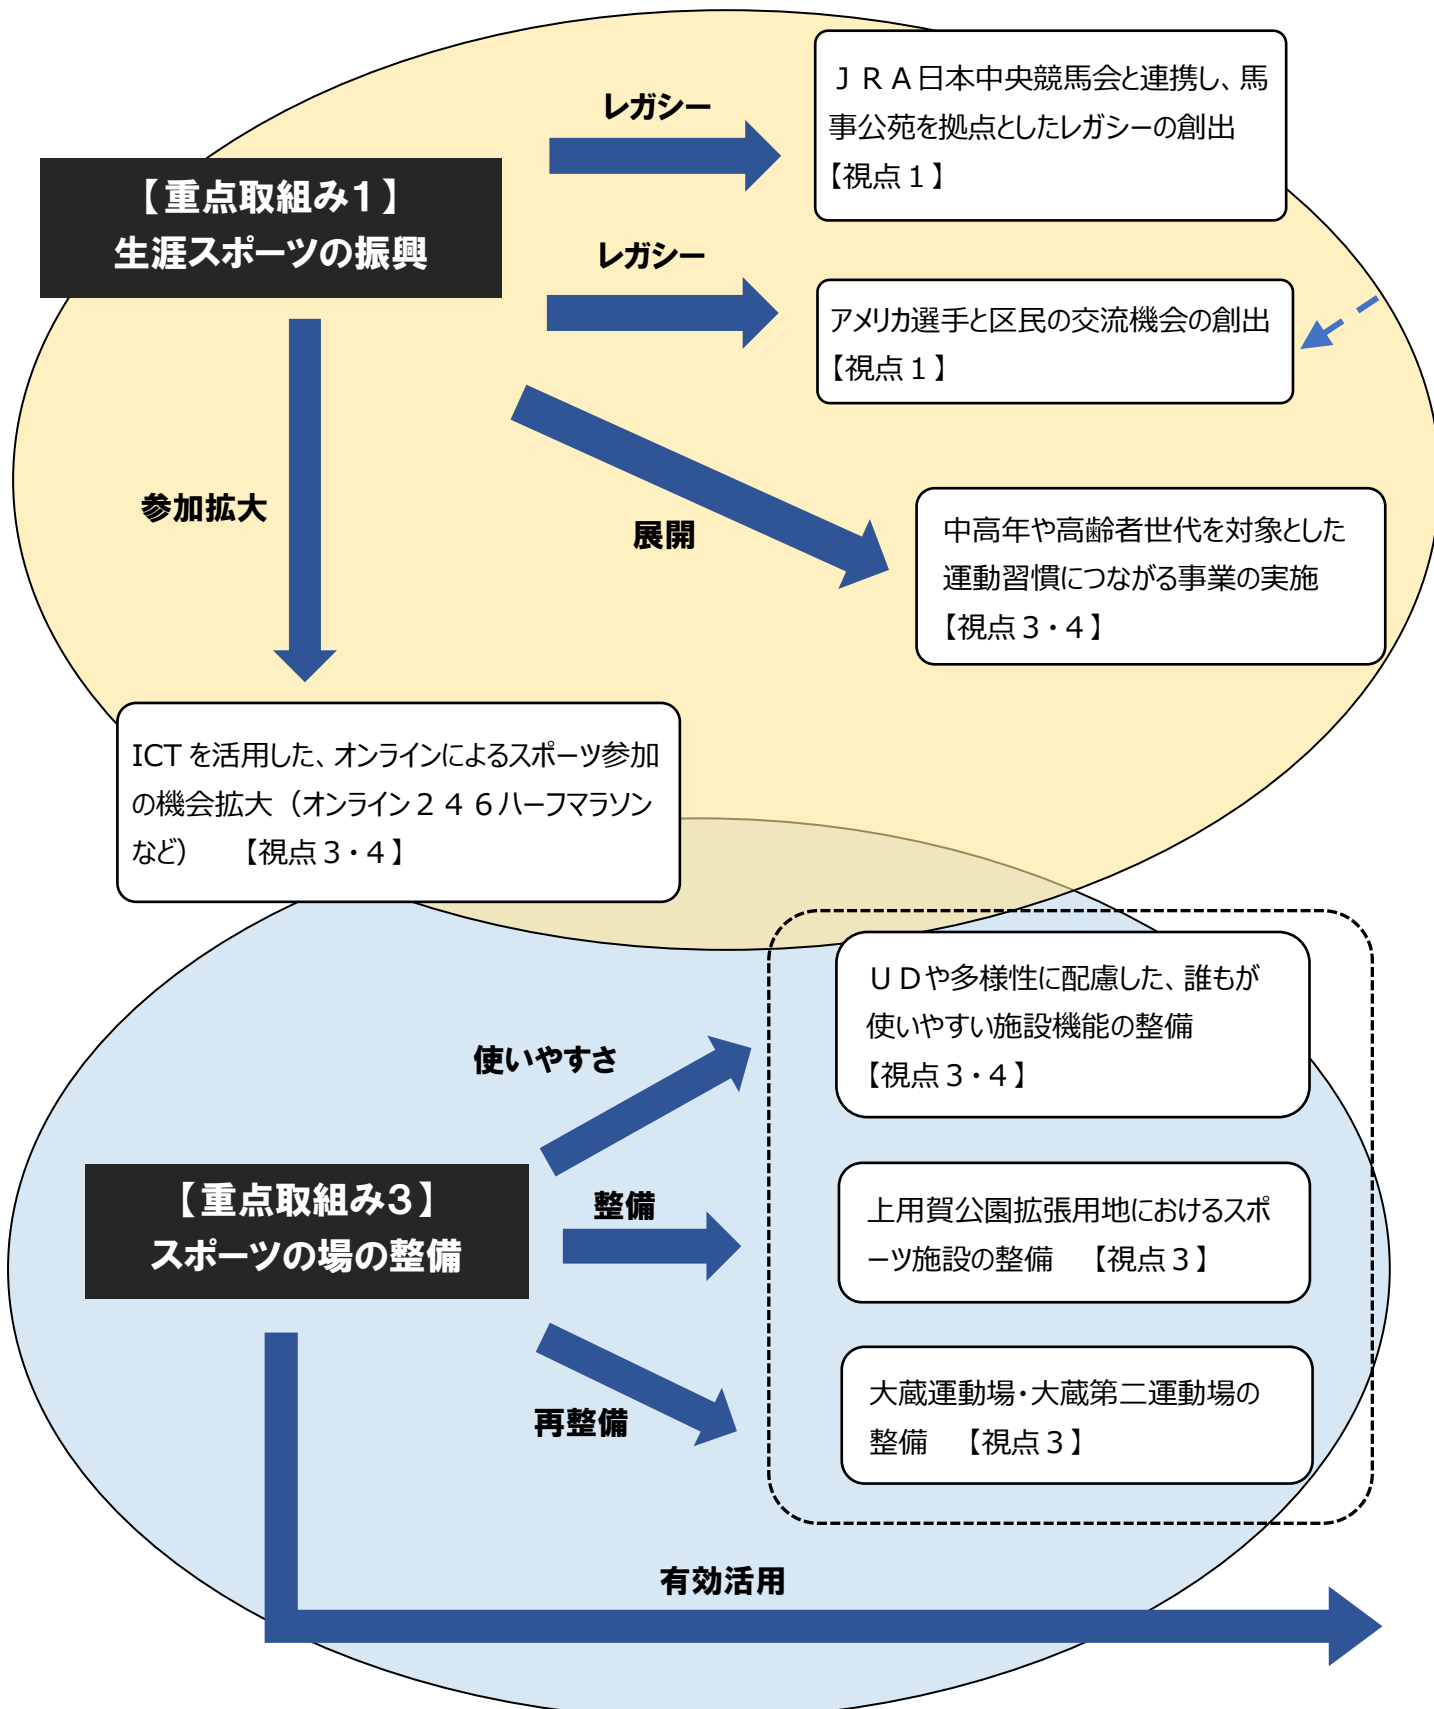 レガシー
ＪＲＡ日本中央競馬会と連携し、馬
事公苑を拠点としたレガシーの創出
【視点１】
【重点取組み１】
生涯スポーツの振興
レガシー
アメリカ選手と区民の交流機会の創出
【視点１】
参加拡大
展開
中高年や高齢者世代を対象とした
運動習慣につながる事業の実施
【視点３・４】
ICTを活用した、オンラインによるスポーツ参加
の機会拡大（オンライン２４６ハーフマラソン
など）　【視点３・４】
使いやすさ
ＵＤや多様性に配慮した、誰もが
使いやすい施設機能の整備
【視点３・４】
【重点取組み３】
スポーツの場の整備
整備
上用賀公園拡張用地におけるスポ
ーツ施設の整備　【視点３】
再整備
大蔵運動場・大蔵第二運動場の
整備　【視点３】
有効活用